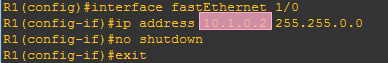 R1(config)#interface fastEthernet 1/0
R1(config-if)#ip address 10.1.0.2 255.255.0.0
R1(config-if)#no shutdown
R1(config-if)#exit